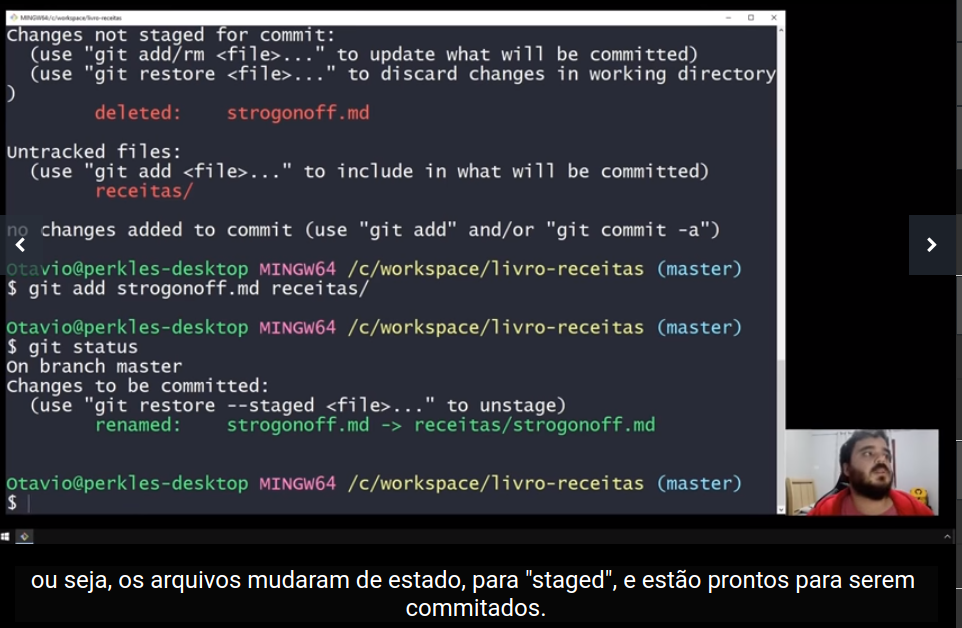 MINGW64:/c/workspace/livro-receitas
Changes not staged for commit:
(use "git add/rm <file>..." to update what will be committed)
(use "git restore <file>..." to discard changes in working directory
)
deleted: strogonoff.md
Untracked files:
(use "git add <file>..." to include in what will be committed)
receitas/
no changes added to commit (use "git add" and/or "git commit -a")
Otavio@perkles-desktop MINGW64 /c/workspace/livro-receitas (master)
$ git add strogonoff.md receitas/
Otavio@perkles-desktop MINGW64 /c/workspace/livro-receitas (master)
$ git status
On branch master
Changes to be committed:
(use "git restore --staged <file>..." to unstage)
renamed: strogonoff.md -> receitas/strogonoff.md
Otavio@perkles-desktop MINGW64 /c/workspace/livro-receitas (master)
$
ou seja, os arquivos mudaram de estado, para "staged", e estão prontos para serem
commitados.